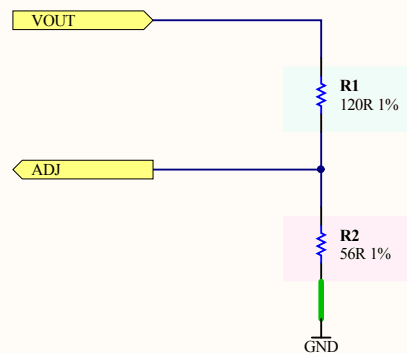 VOUT
R1
120R 1%
ADJ
R2
56R 1%
GND